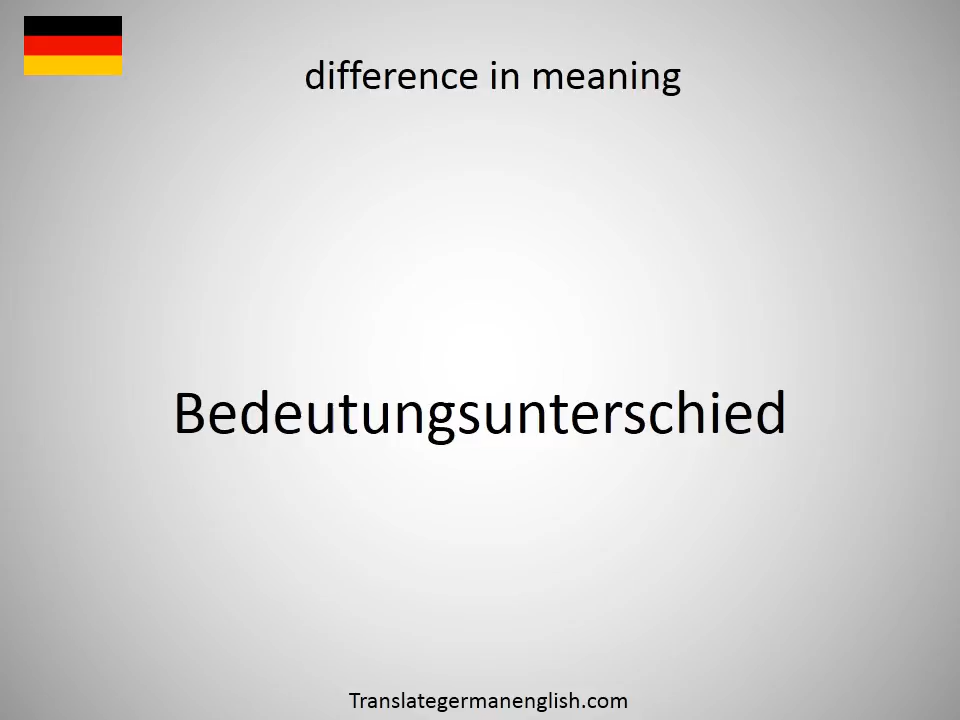 difference in meaning
Bedeutungsunterschied
Translategermanenglish.com